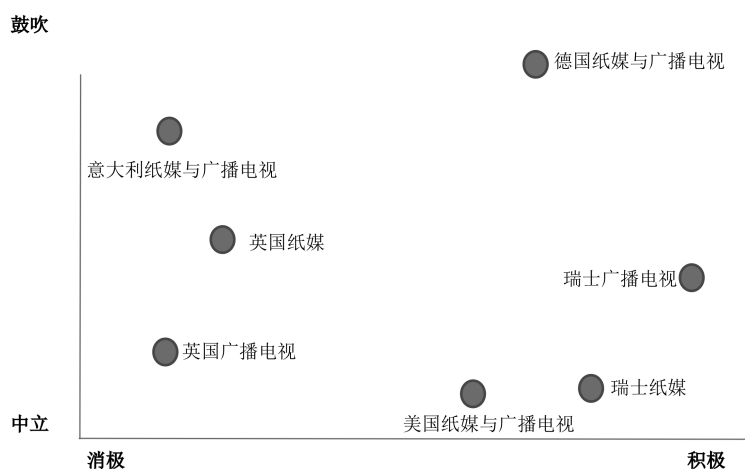 鼓吹
德国纸媒与广播电视
意大利纸媒与广播电视
英国纸媒
瑞士广播电视
英国广播电视
瑞士纸媒
美国纸媒与广播电视
中立
消极
积极